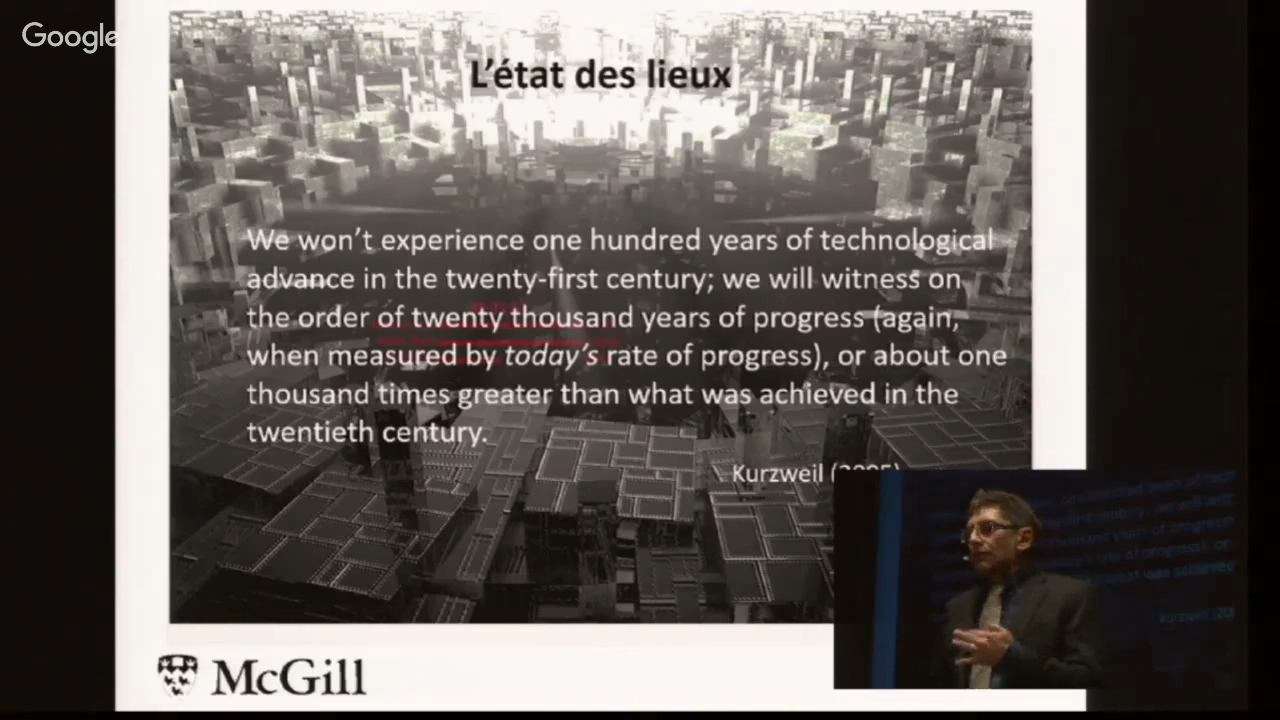 Google
L'état des lieux
We won't experience one hundred years of technological
advance in the twenty-first century; we will witness on
the order of twenty thousand years of progress (again,
when measured by today's rate of progress), or about one
thousand times greater than what was achieved in the
twentieth century.
Kurzweil (2005)
McGill